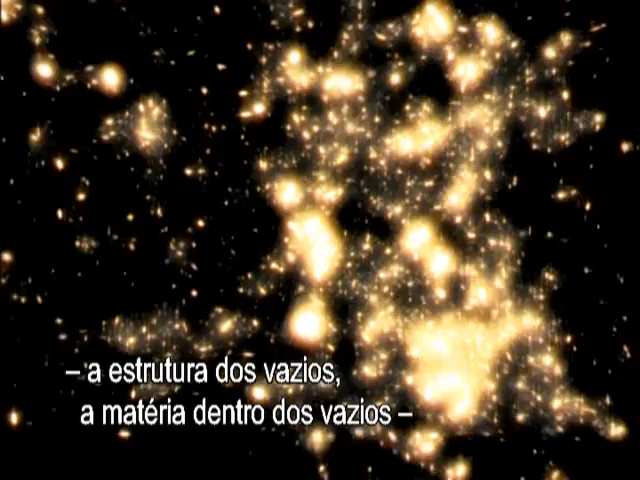 – a estrutura dos vazios,
a matéria dentro dos vazios –